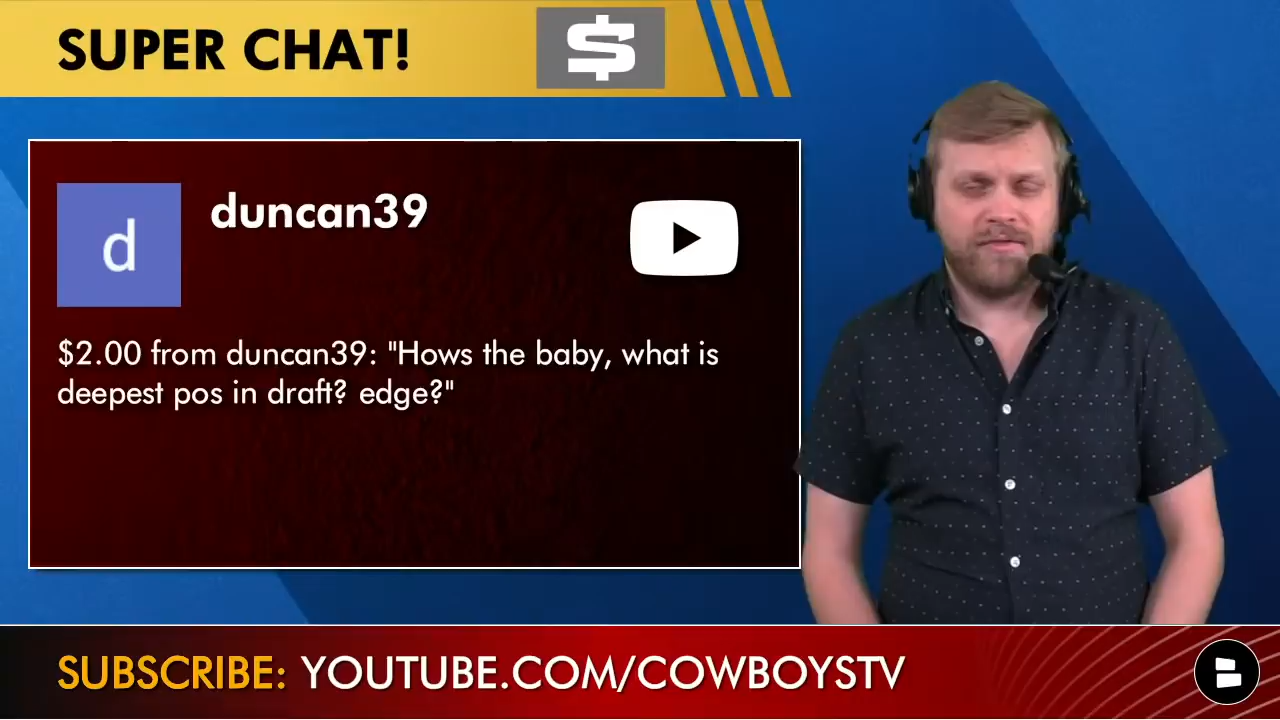 SUPER CHAT!
$
d
duncan39
$2.00 from duncan39: "Hows the baby, what is
deepest pos in draft? edge?"
SUBSCRIBE: YOUTUBE.COM/COWBOYSTV